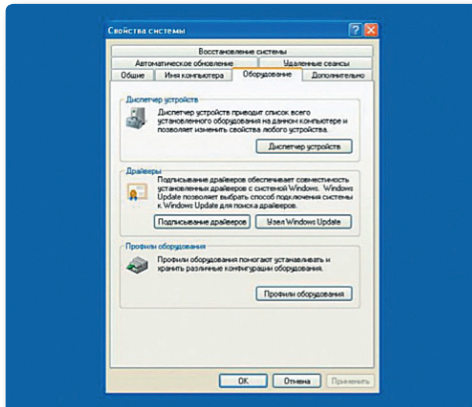 Свойства системы
Восстановление системы
Автоматическое обновление Удаленные сеансы
Общие Имя компьютера Оборудование Дополнительно
Диспетчер устройств
Диспетчер устройств приводит список всего
установленного оборудования на данном компьютере и
позволяет изменить свойства любого устройства.
Диспетчер устройств
Драйверы
Подписывание драйверов обеспечивает совместимость
установленных драйверов с системой Windows. Windows
Update позволяет выбрать способ подключения системы
к Windows Update для поиска драйверов.
Подписывание драйверов Узел Windows Update
Профили оборудования
Профили оборудования помогают устанавливать и
хранить различные конфигурации оборудования.
Профили оборудования
OK Отмена Применить